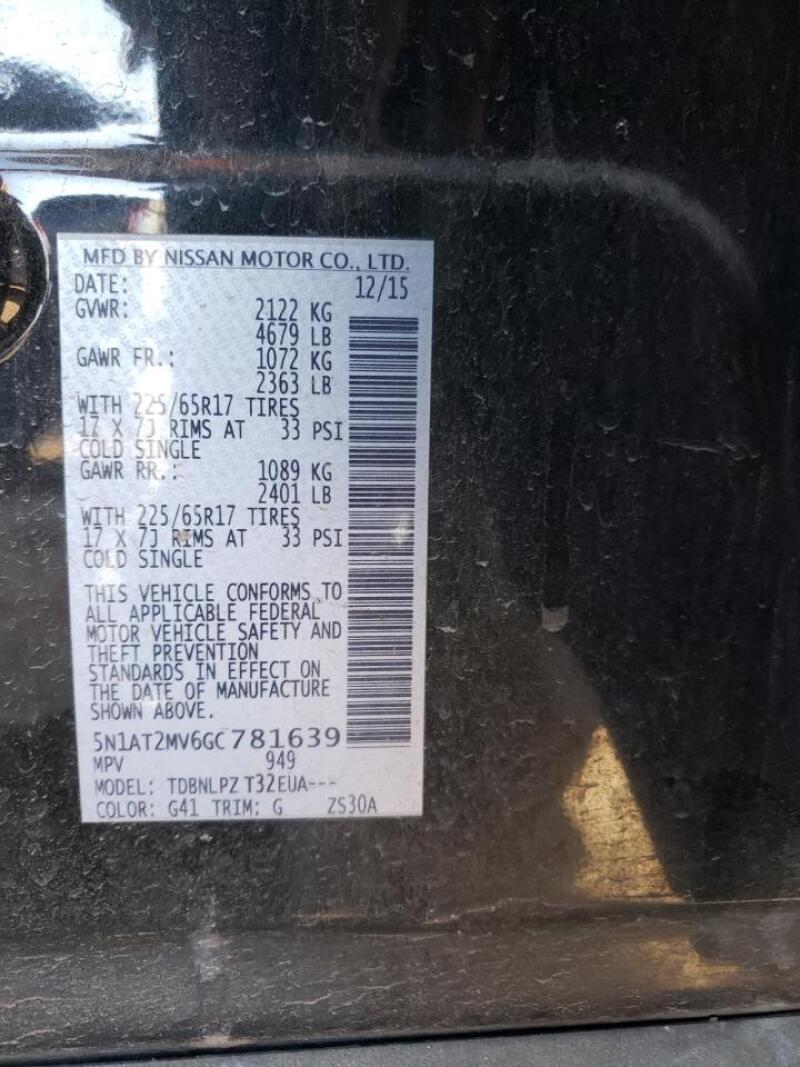 MFD BY NISSAN MOTOR CO., LTD.
DATE: 12/15
GVWR: 2122 KG
4679 LB
GAWR FR.: 1072 KG
2363 LB
WITH 225/65R17 TIRES
17 X 7J RIMS AT 33 PSI
COLD SINGLE
GAWR RR.: 1089 KG
2401 LB
WITH 225/65R17 TIRES
17 X 7J RIMS AT 33 PSI
COLD SINGLE
THIS VEHICLE CONFORMS TO
ALL APPLICABLE FEDERAL
MOTOR VEHICLE SAFETY AND
THEFT PREVENTION
STANDARDS IN EFFECT ON
THE DATE OF MANUFACTURE
SHOWN ABOVE.
5N1AT2MV6GC781639
MPV 949
MODEL: TDBNLPZ T32EUA---
COLOR: G41 TRIM: G ZS30A